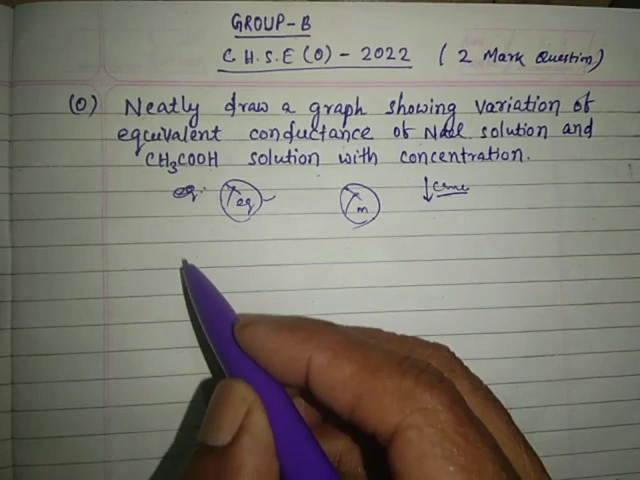 GROUP-B
C.H.S.E (O) - 2022 ( 2 Mark Question)
(O) Neatly draw a graph showing variation of
equivalent conductance of NaCl solution and
CH3COOH solution with concentration.
eq. λeq λm ↓ conc